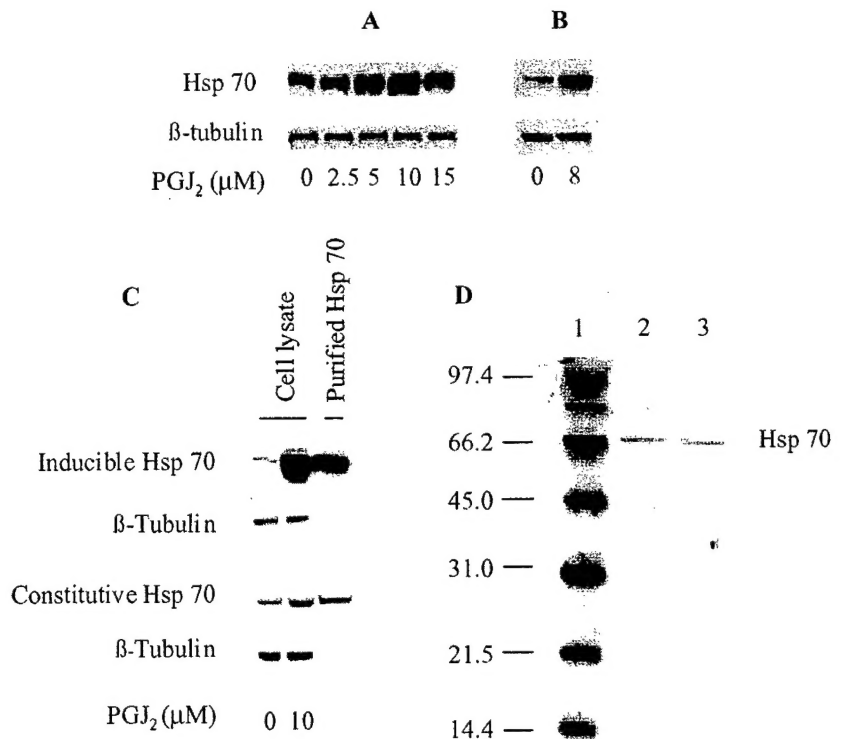 A B
Hsp 70
ß-tubulin
PGJ₂ (µM) 0 2.5 5 10 15 0 8
C
Cell lysate
Purified Hsp 70
Inducible Hsp 70
ß-Tubulin
Constitutive Hsp 70
ß-Tubulin
PGJ₂ (µM) 0 10
D
1 2 3
97.4
66.2 Hsp 70
45.0
31.0
21.5
14.4